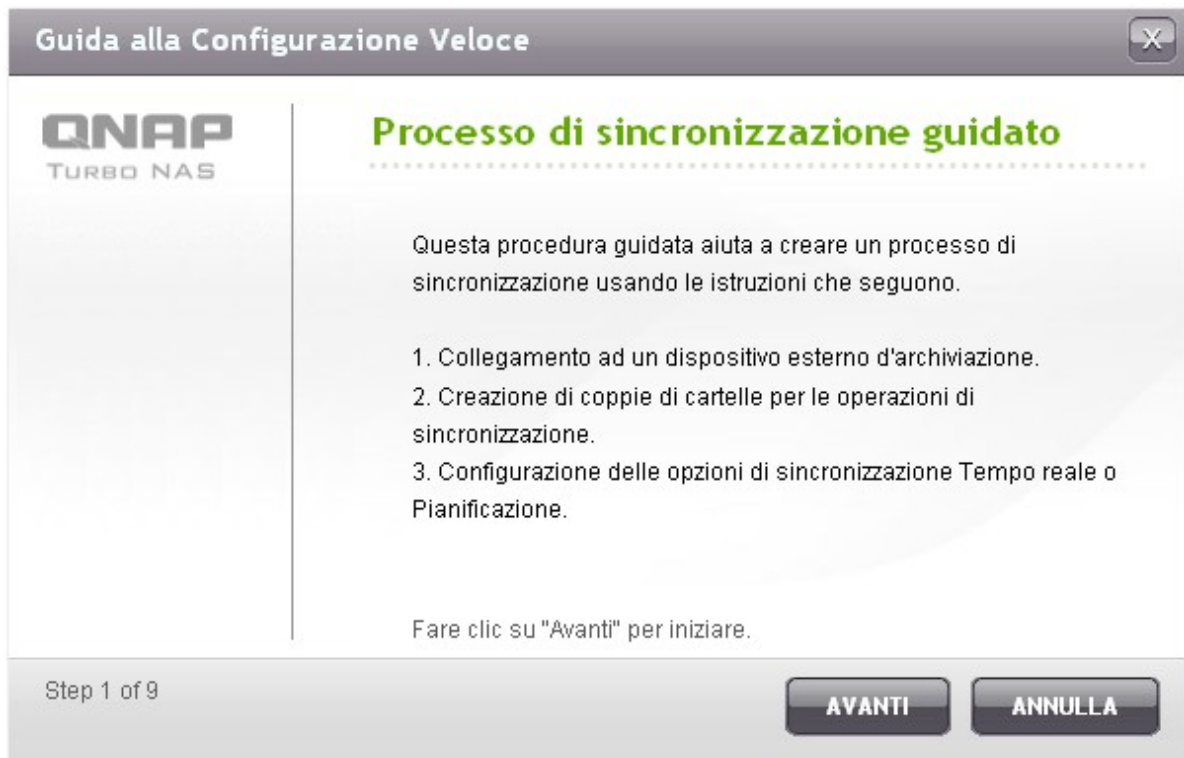 Guida alla Configurazione Veloce
X
QNAP
TURBO NAS
Processo di sincronizzazione guidato
Questa procedura guidata aiuta a creare un processo di
sincronizzazione usando le istruzioni che seguono.
1. Collegamento ad un dispositivo esterno d'archiviazione.
2. Creazione di coppie di cartelle per le operazioni di
sincronizzazione.
3. Configurazione delle opzioni di sincronizzazione Tempo reale o
Pianificazione.
Fare clic su "Avanti" per iniziare.
Step 1 of 9
AVANTI
ANNULLA